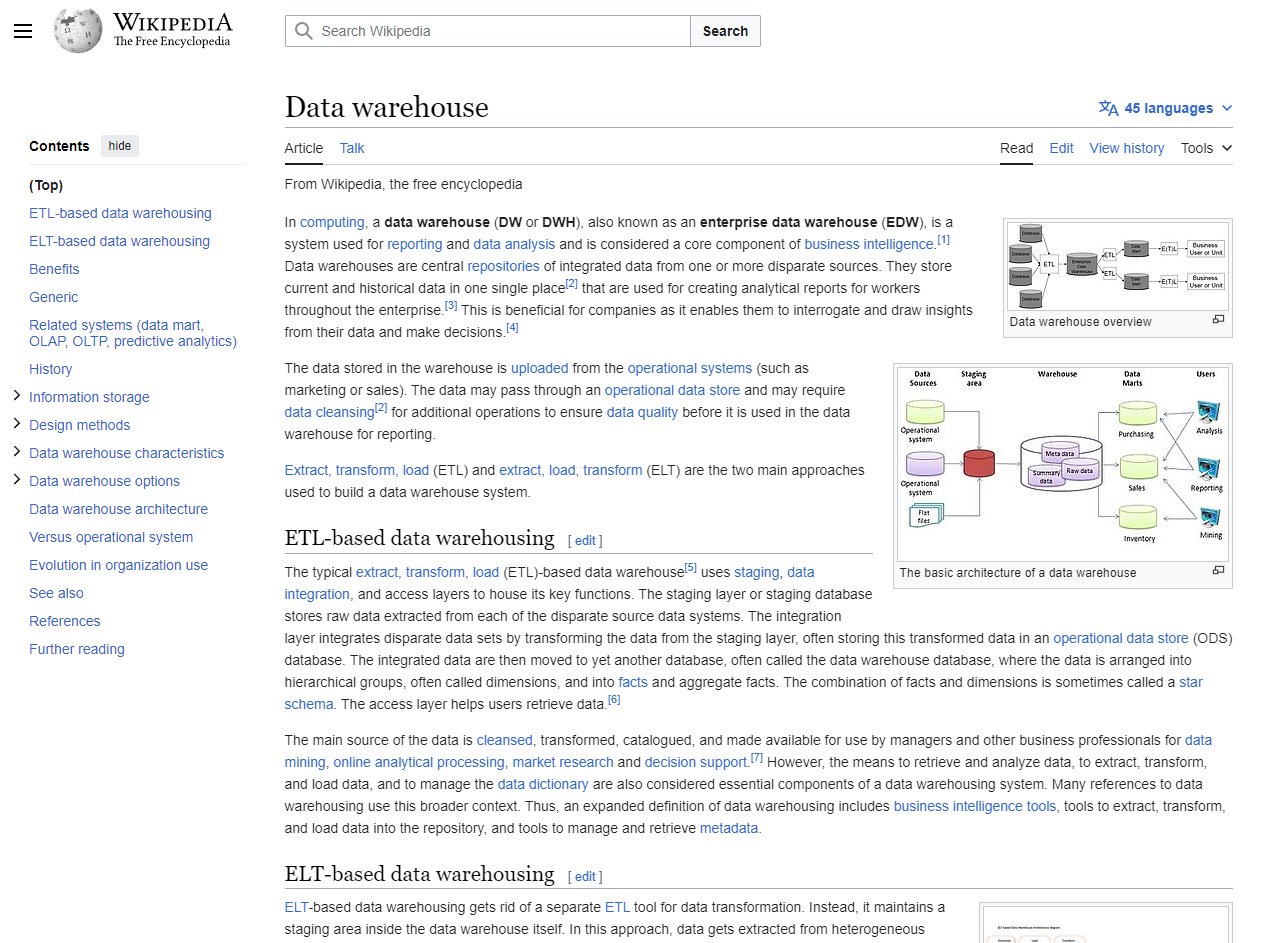 WIKIPEDIA
The Free Encyclopedia
Search Wikipedia
Search
Data warehouse
45 languages
Contents hide
(Top)
ETL-based data warehousing
ELT-based data warehousing
Benefits
Generic
Related systems (data mart,
OLAP, OLTP, predictive analytics)
History
Information storage
Design methods
Data warehouse characteristics
Data warehouse options
Data warehouse architecture
Versus operational system
Evolution in organization use
See also
References
Further reading
Article Talk
Read Edit View history Tools
From Wikipedia, the free encyclopedia
In computing, a data warehouse (DW or DWH), also known as an enterprise data warehouse (EDW), is a
system used for reporting and data analysis and is considered a core component of business intelligence.[1]
Data warehouses are central repositories of integrated data from one or more disparate sources. They store
current and historical data in one single place[2] that are used for creating analytical reports for workers
throughout the enterprise.[3] This is beneficial for companies as it enables them to interrogate and draw insights
from their data and make decisions.[4]
Database
Database
Database
Database
ETL
Enterprise
Data
Warehouse
ETL
ETL
Data
Mart
Data
Mart
E(T)L
E(T)L
Business
User or Unit
Business
User or Unit
Data warehouse overview
The data stored in the warehouse is uploaded from the operational systems (such as
marketing or sales). The data may pass through an operational data store and may require
data cleansing[2] for additional operations to ensure data quality before it is used in the data
warehouse for reporting.
Extract, transform, load (ETL) and extract, load, transform (ELT) are the two main approaches
used to build a data warehouse system.
Data
Sources
Staging
area
Warehouse
Data
Marts
Users
Operational
system
Operational
system
Flat
files
Meta data
Summary
data
Raw data
Purchasing
Sales
Inventory
Analysis
Reporting
Mining
The basic architecture of a data warehouse
ETL-based data warehousing [ edit ]
The typical extract, transform, load (ETL)-based data warehouse[5] uses staging, data
integration, and access layers to house its key functions. The staging layer or staging database
stores raw data extracted from each of the disparate source data systems. The integration
layer integrates disparate data sets by transforming the data from the staging layer, often storing this transformed data in an operational data store (ODS)
database. The integrated data are then moved to yet another database, often called the data warehouse database, where the data is arranged into
hierarchical groups, often called dimensions, and into facts and aggregate facts. The combination of facts and dimensions is sometimes called a star
schema. The access layer helps users retrieve data.[6]
The main source of the data is cleansed, transformed, catalogued, and made available for use by managers and other business professionals for data
mining, online analytical processing, market research and decision support.[7] However, the means to retrieve and analyze data, to extract, transform,
and load data, and to manage the data dictionary are also considered essential components of a data warehousing system. Many references to data
warehousing use this broader context. Thus, an expanded definition of data warehousing includes business intelligence tools, tools to extract, transform,
and load data into the repository, and tools to manage and retrieve metadata.
ELT-based data warehousing [ edit ]
ELT-based data warehousing gets rid of a separate ETL tool for data transformation. Instead, it maintains a
staging area inside the data warehouse itself. In this approach, data gets extracted from heterogeneous